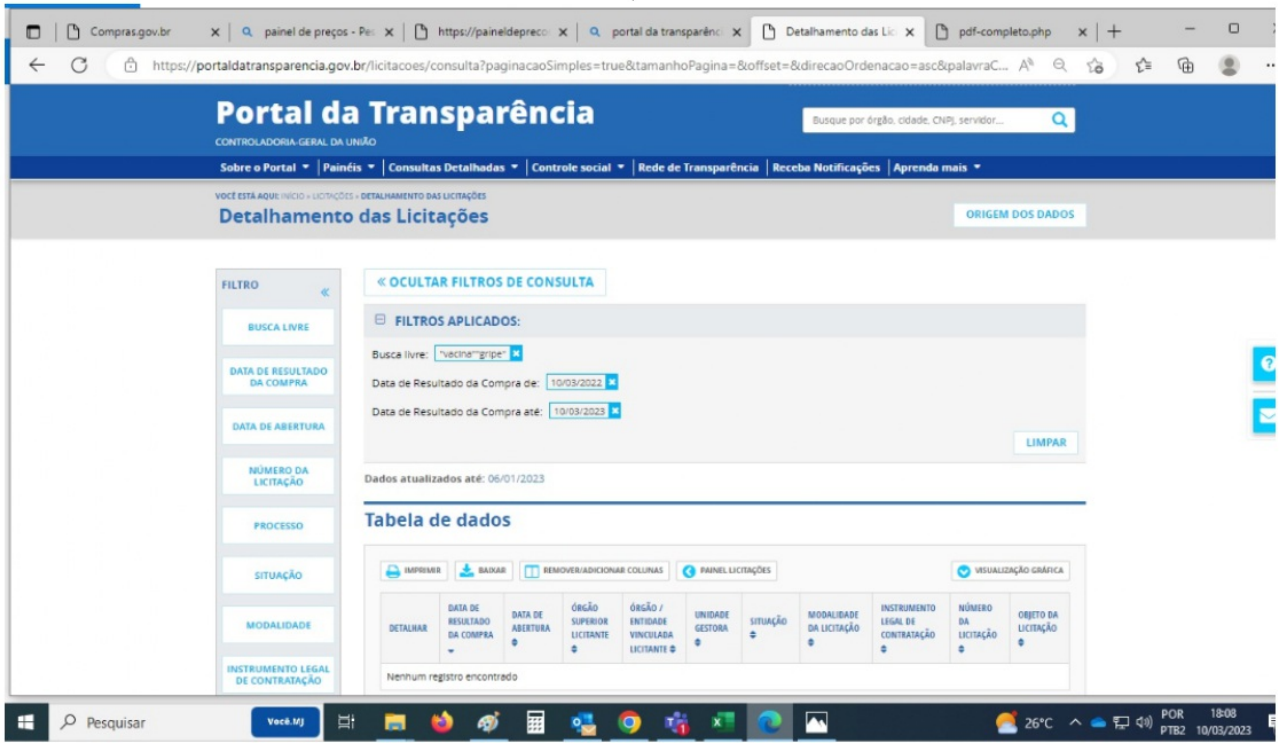 Compras.gov.br
painel de preços - Pes
https://paineldepreco
portal da transparênci
Detalhamento das Lic
pdf-completo.php
https://portaldatransparencia.gov.br/licitacoes/consulta?paginacaoSimples=true&tamanhoPagina=&offset=&direcaoOrdenacao=asc&palavraC...
Portal da Transparência
CONTROLADORIA-GERAL DA UNIÃO
Busque por órgão, cidade, CNPJ, servidor...
Sobre o Portal
Painéis
Consultas Detalhadas
Controle social
Rede de Transparência
Receba Notificações
Aprenda mais
VOCÊ ESTÁ AQUI: INÍCIO » LICITAÇÕES » DETALHAMENTO DAS LICITAÇÕES
Detalhamento das Licitações
ORIGEM DOS DADOS
FILTRO
BUSCA LIVRE
DATA DE RESULTADO
DA COMPRA
DATA DE ABERTURA
NÚMERO DA
LICITAÇÃO
PROCESSO
SITUAÇÃO
MODALIDADE
INSTRUMENTO LEGAL
DE CONTRATAÇÃO
« OCULTAR FILTROS DE CONSULTA
FILTROS APLICADOS:
Busca livre: "vacina""gripe" x
Data de Resultado da Compra de: 10/03/2022 x
Data de Resultado da Compra até: 10/03/2023 x
LIMPAR
Dados atualizados até: 06/01/2023
Tabela de dados
IMPRIMIR
BAIXAR
REMOVER/ADICIONAR COLUNAS
PAINEL LICITAÇÕES
VISUALIZAÇÃO GRÁFICA
DETALHAR
DATA DE
RESULTADO
DA COMPRA
DATA DE
ABERTURA
ÓRGÃO
SUPERIOR
LICITANTE
ÓRGÃO /
ENTIDADE
VINCULADA
LICITANTE
UNIDADE
GESTORA
SITUAÇÃO
MODALIDADE
DA LICITAÇÃO
INSTRUMENTO
LEGAL DE
CONTRATAÇÃO
NÚMERO
DA
LICITAÇÃO
OBJETO DA
LICITAÇÃO
Nenhum registro encontrado
Pesquisar
Você.MJ
26°C
POR
PTB2
18:08
10/03/2023